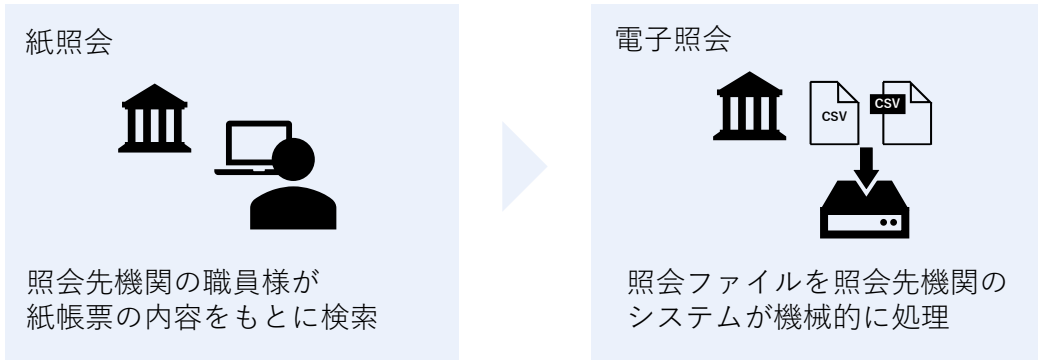 紙照会
照会先機関の職員様が
紙帳票の内容をもとに検索
電子照会
CSV
CSV
照会ファイルを照会先機関の
システムが機械的に処理